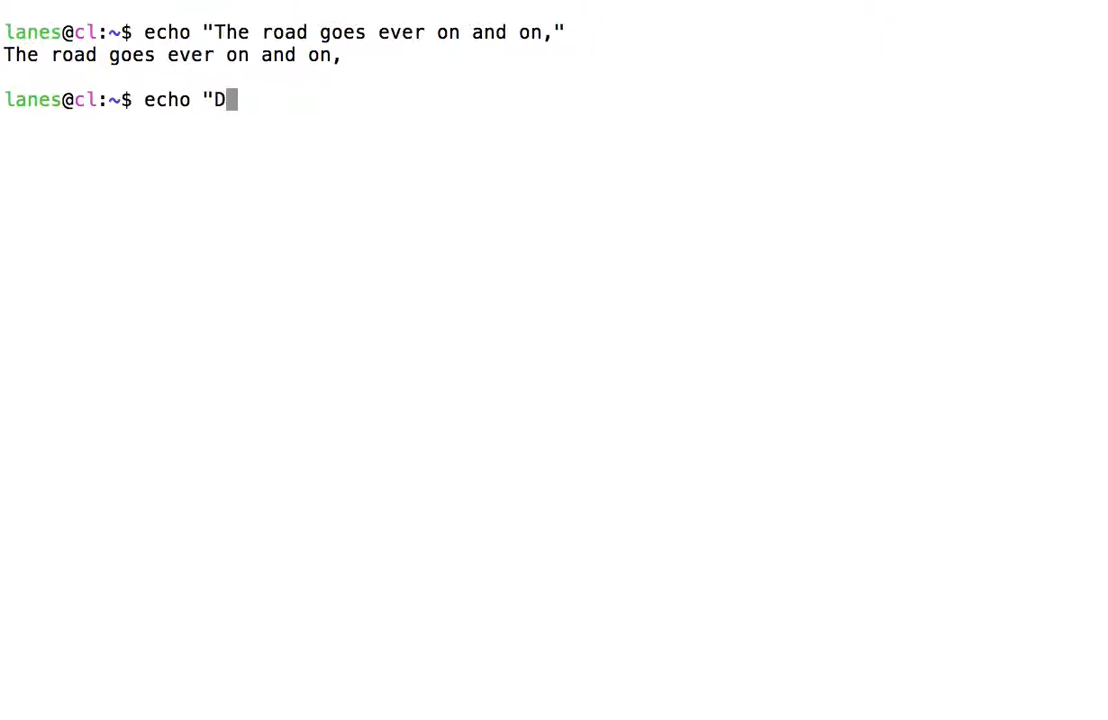 lanes@cl:~$ echo "The road goes ever on and on,"
The road goes ever on and on,
lanes@cl:~$ echo "D